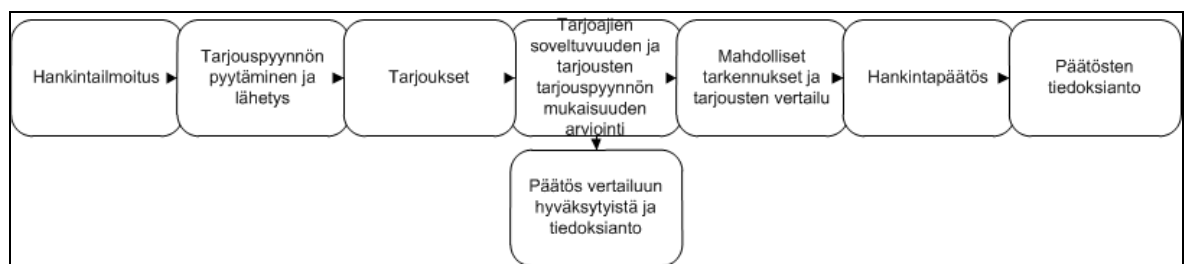 Hankintailmoitus
Tarjouspyynnön
pyytäminen ja
lähetys
Tarjoukset
Tarjoajien
soveltuvuuden ja
tarjousten
tarjouspyynnön
mukaisuuden
arviointi
Mahdolliset
tarkennukset ja
tarjousten vertailu
Hankintapäätös
Päätösten
tiedoksianto
Päätös vertailuun
hyväksytyistä ja
tiedoksianto